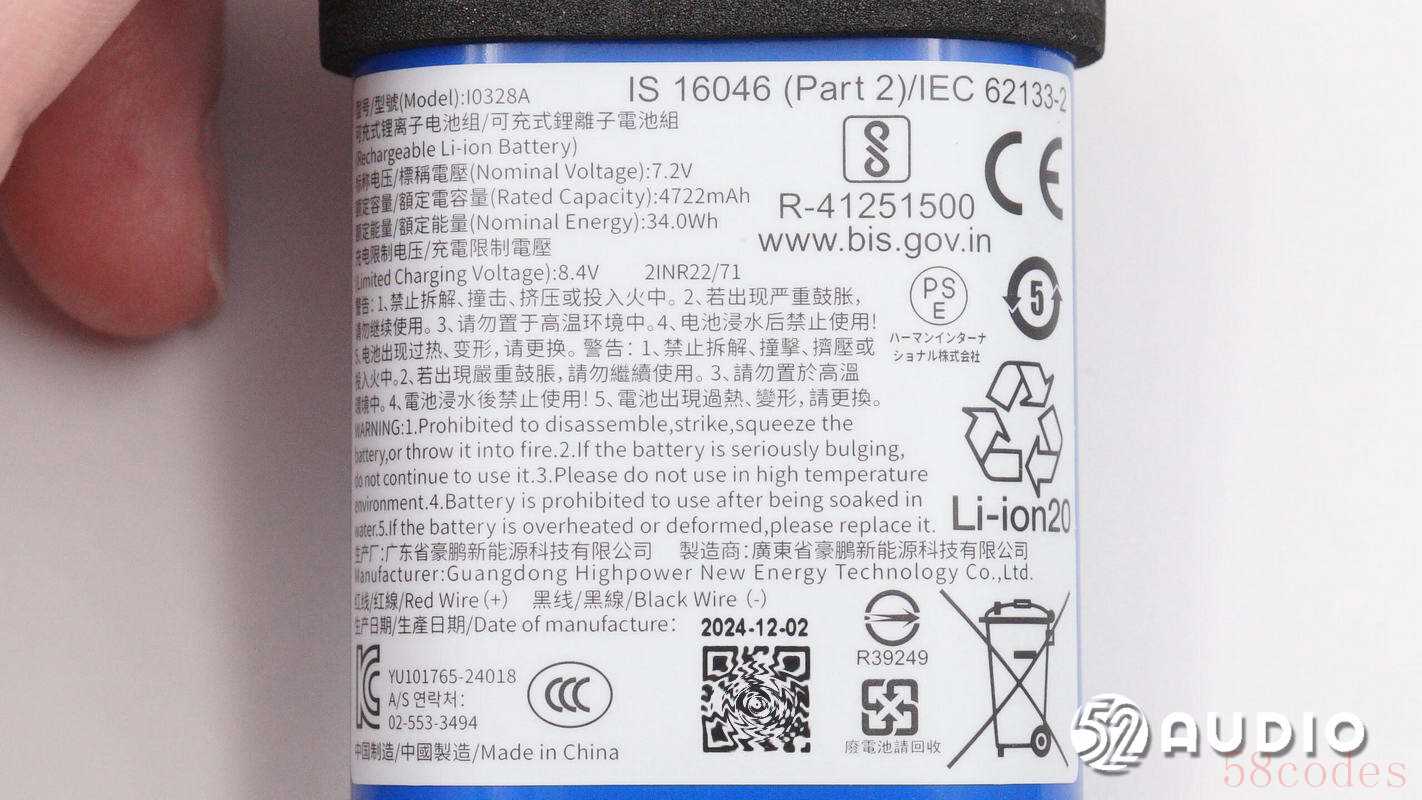 IS 16046 (Part 2)/IEC 62133-2
型号/型號(Model):I0328A
可充式锂离子电池组/可充式鋰離子電池組
(Rechargeable Li-ion Battery)
标称电压/標稱電壓(Nominal Voltage):7.2V
额定容量/額定電容量(Rated Capacity):4722mAh
额定能量/額定能量(Nominal Energy):34.0Wh
充电限制电压/充電限制電壓
(Limited Charging Voltage):8.4V 2INR22/71
R-41251500
www.bis.gov.in
CE
5
PS
E
ハーマンインターナ
ショナル株式会社
警告: 1、禁止拆解、撞击、挤压或投入火中。2、若出现严重鼓胀,
请勿继续使用。3、请勿置于高温环境中。4、电池浸水后禁止使用!
5、电池出现过热、变形,请更换。警告: 1、禁止拆解、撞擊、擠壓或
投入火中。2、若出現嚴重鼓脹,請勿繼續使用。3、請勿置於高溫
環境中。4、電池浸水後禁止使用! 5、電池出現過熱、變形,請更換。
WARNING:1.Prohibited to disassemble,strike,squeeze the
battery,or throw it into fire.2.If the battery is seriously bulging,
do not continue to use it.3.Please do not use in high temperature
environment.4.Battery is prohibited to use after being soaked in
water.5.If the battery is overheated or deformed,please replace it.
Li-ion20
生产厂:广东省豪鹏新能源科技有限公司 製造商:廣東省豪鵬新能源科技有限公司
Manufacturer:Guangdong Highpower New Energy Technology Co.,Ltd.
红线/紅線/Red Wire (+) 黑线/黑線/Black Wire (-)
生产日期/生產日期/Date of manufacture: 2024-12-02
R39249
YU101765-24018
A/S 연락처:
02-553-3494
CCC
廢電池請回收
中国制造/中國製造/Made in China
52 AUDIO
58codes